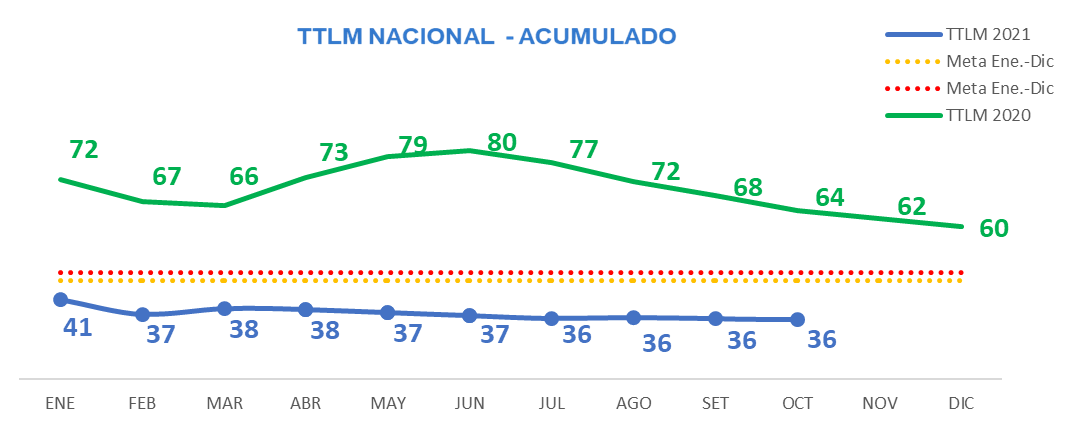 TTLM NACIONAL - ACUMULADO
TTLM 2021
Meta Ene.-Dic
Meta Ene.-Dic
TTLM 2020
72 67 66 73 79 80 77 72 68 64 62 60
41 37 38 38 37 37 36 36 36 36
ENE FEB MAR ABR MAY JUN JUL AGO SET OCT NOV DIC